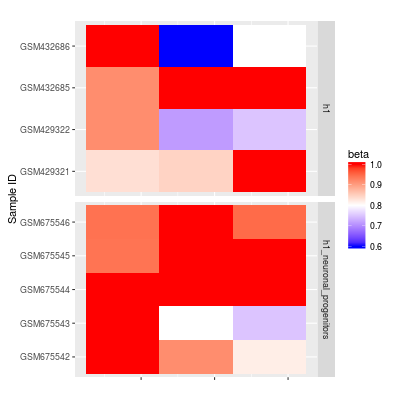 Sample ID
GSM432686
GSM432685
GSM429322
GSM429321
h1
GSM675546
GSM675545
GSM675544
GSM675543
GSM675542
h1_neuronal_progenitors
beta
1.0
0.9
0.8
0.7
0.6